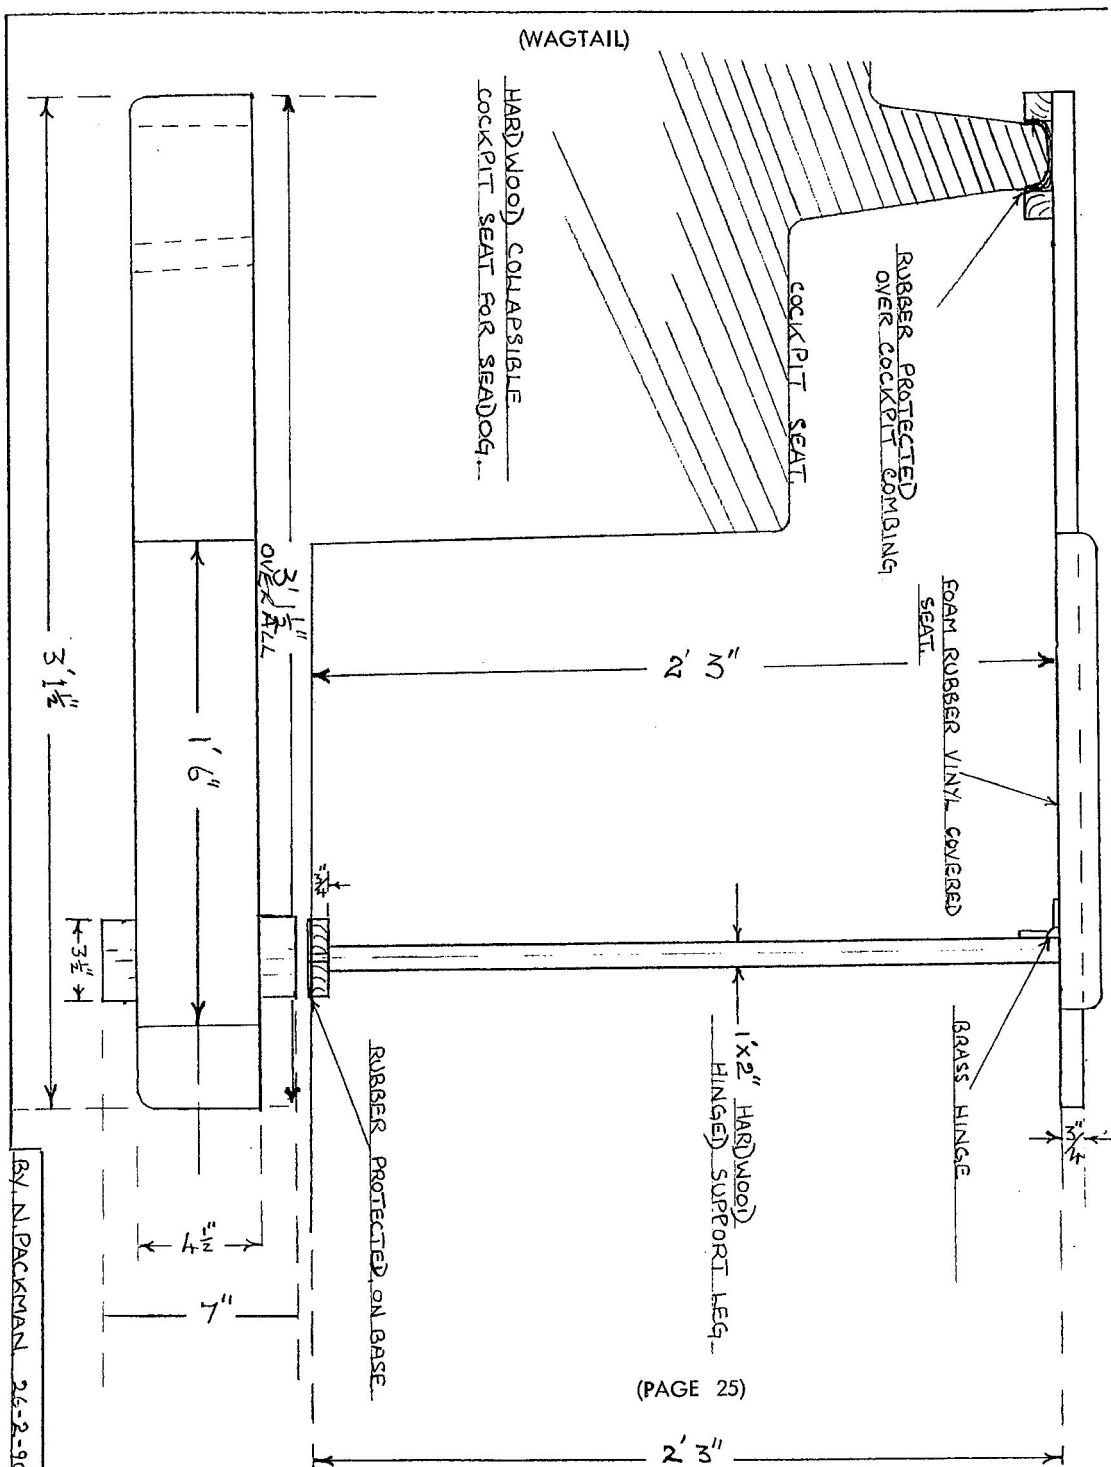 (WAGTAIL)
HARDWOOD COLLAPSIBLE
COCKPIT SEAT FOR SEADOG.
COCKPIT SEAT.
RUBBER PROTECTED
OVER COCKPIT COMBING
FOAM RUBBER VINYL COVERED
SEAT.
2' 3"
3' 1½"
OVER ALL
3' 1½"
1' 6"
3½"
3/4"
1"X2" HARDWOOD
HINGED SUPPORT LEG.
BRASS HINGE
3/4"
RUBBER PROTECTED ON BASE.
4½"
7"
(PAGE 25)
2' 3"
BY. N. PACKMAN